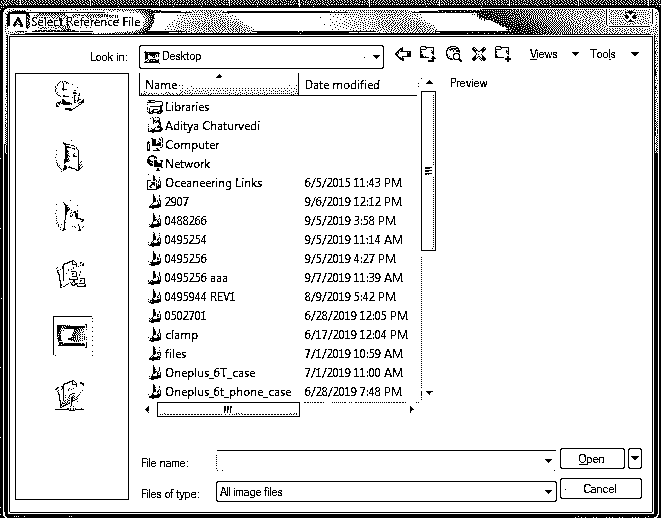 Select Reference File
Look in: Desktop Views Tools
Name Date modified Preview
Libraries
Aditya Chaturvedi
Computer
Network
Oceaneering Links 6/5/2015 11:43 PM
2907 9/6/2019 12:12 PM
0488266 9/5/2019 3:58 PM
0495254 9/5/2019 11:14 AM
0495256 9/5/2019 4:27 PM
0495256 aaa 9/7/2019 11:39 AM
0495944 REV1 8/9/2019 5:42 PM
0502701 6/28/2019 12:05 PM
clamp 6/17/2019 12:04 PM
files 7/1/2019 10:59 AM
Oneplus_6T_case 7/1/2019 11:00 AM
Oneplus_6t_phone_case 6/28/2019 7:48 PM
File name: Open
Files of type: All image files Cancel